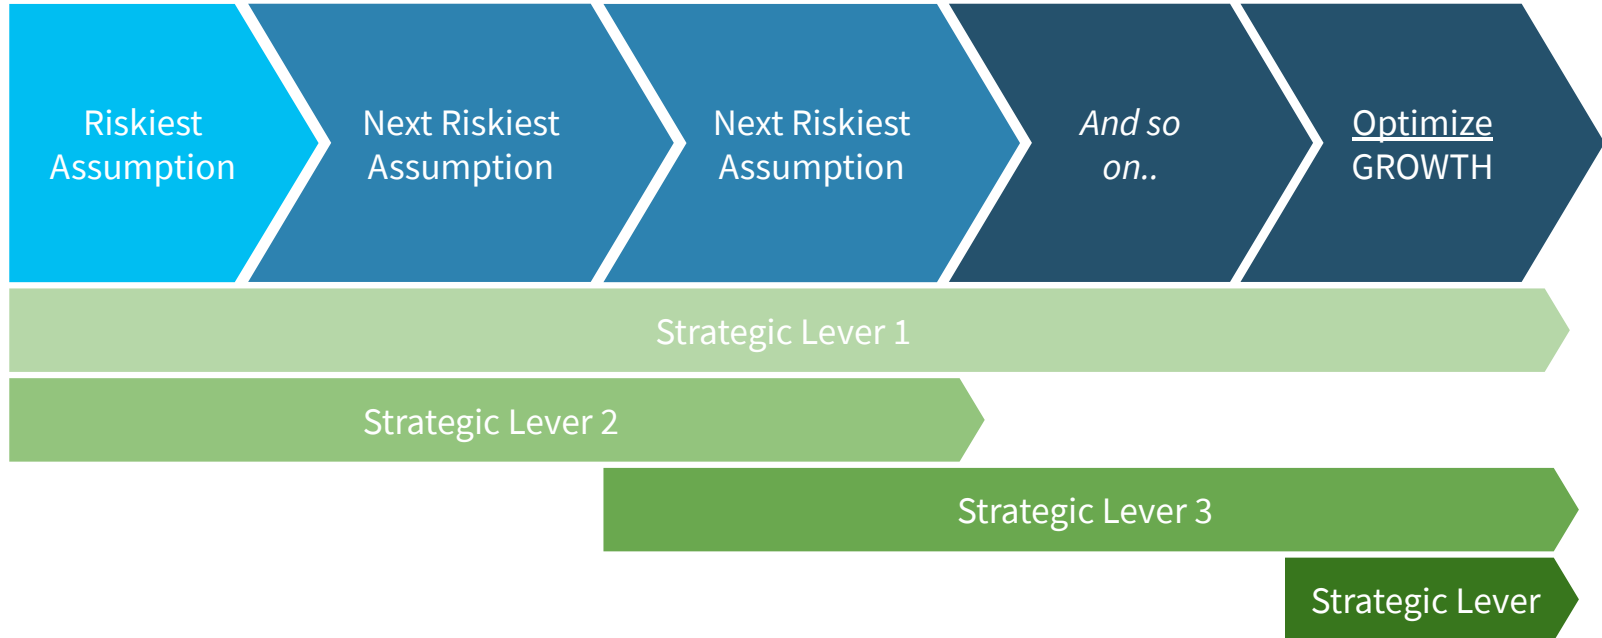 Riskiest
Assumption
Next Riskiest
Assumption
Next Riskiest
Assumption
And so
on..
Optimize
GROWTH
Strategic Lever 1
Strategic Lever 2
Strategic Lever 3
Strategic Lever